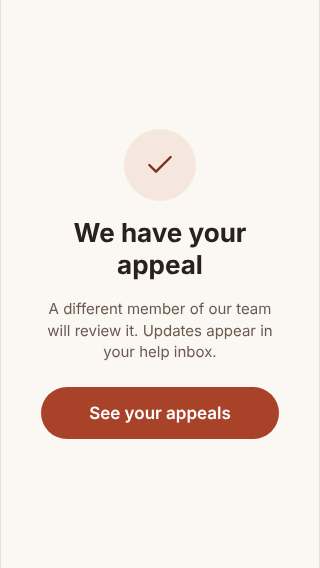 We have your
appeal
A different member of our team
will review it. Updates appear in
your help inbox.
See your appeals